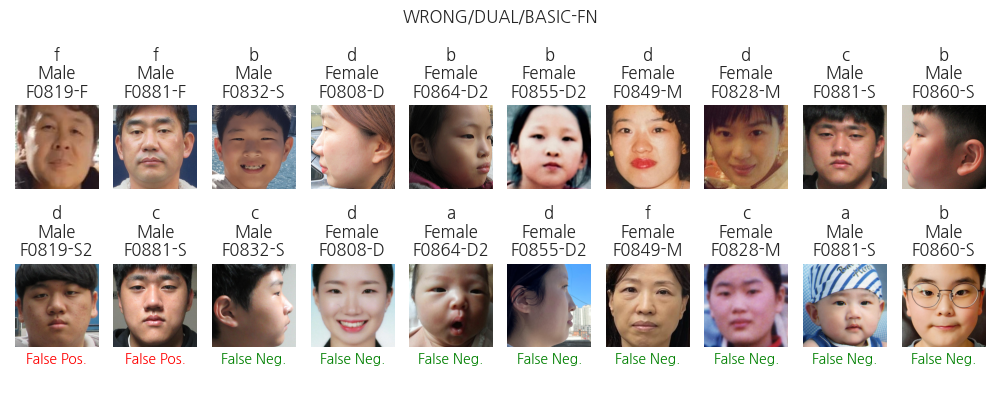 WRONG/DUAL/BASIC-FN
f f b d b b d d c b
Male Male Male Female Female Female Female Female Male Male
F0819-F F0881-F F0832-S F0808-D F0864-D2 F0855-D2 F0849-M F0828-M F0881-S F0860-S
d c c d a d f c a b
Male Male Male Female Female Female Female Female Male Male
F0819-S2 F0881-S F0832-S F0808-D F0864-D2 F0855-D2 F0849-M F0828-M F0881-S F0860-S
False Pos. False Pos. False Neg. False Neg. False Neg. False Neg. False Neg. False Neg. False Neg. False Neg.